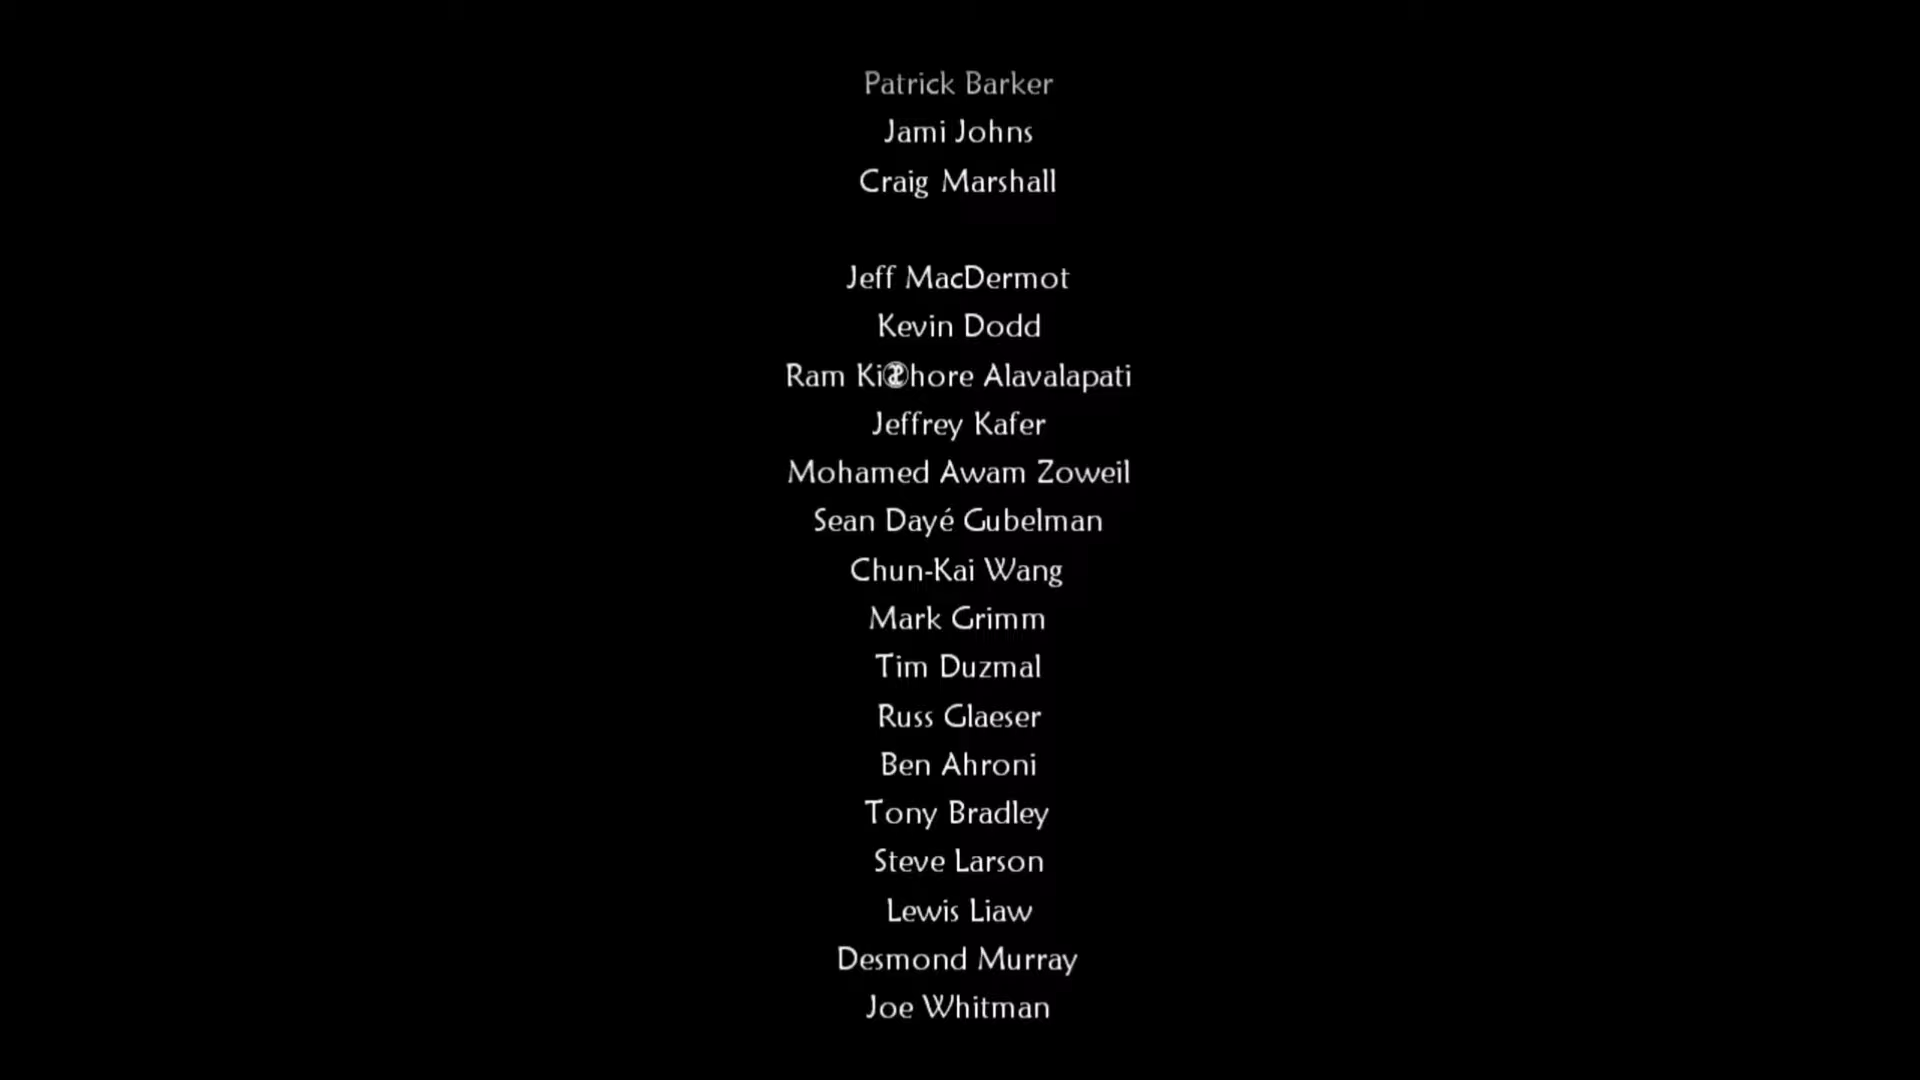 Patrick Barker
Jami Johns
Craig Marshall
Jeff MacDermot
Kevin Dodd
Ram Alavalapati
Jeffrey Kafer
Mohamed Awam Zoweil
Sean Dayé Gubelman
Chun-Kai Wang
Mark Grimm
Tim Duzmal
Russ Glaeser
Ben Ahroni
Tony Bradley
Steve Larson
Lewis Liaw
Desmond Murray
Joe Whitman